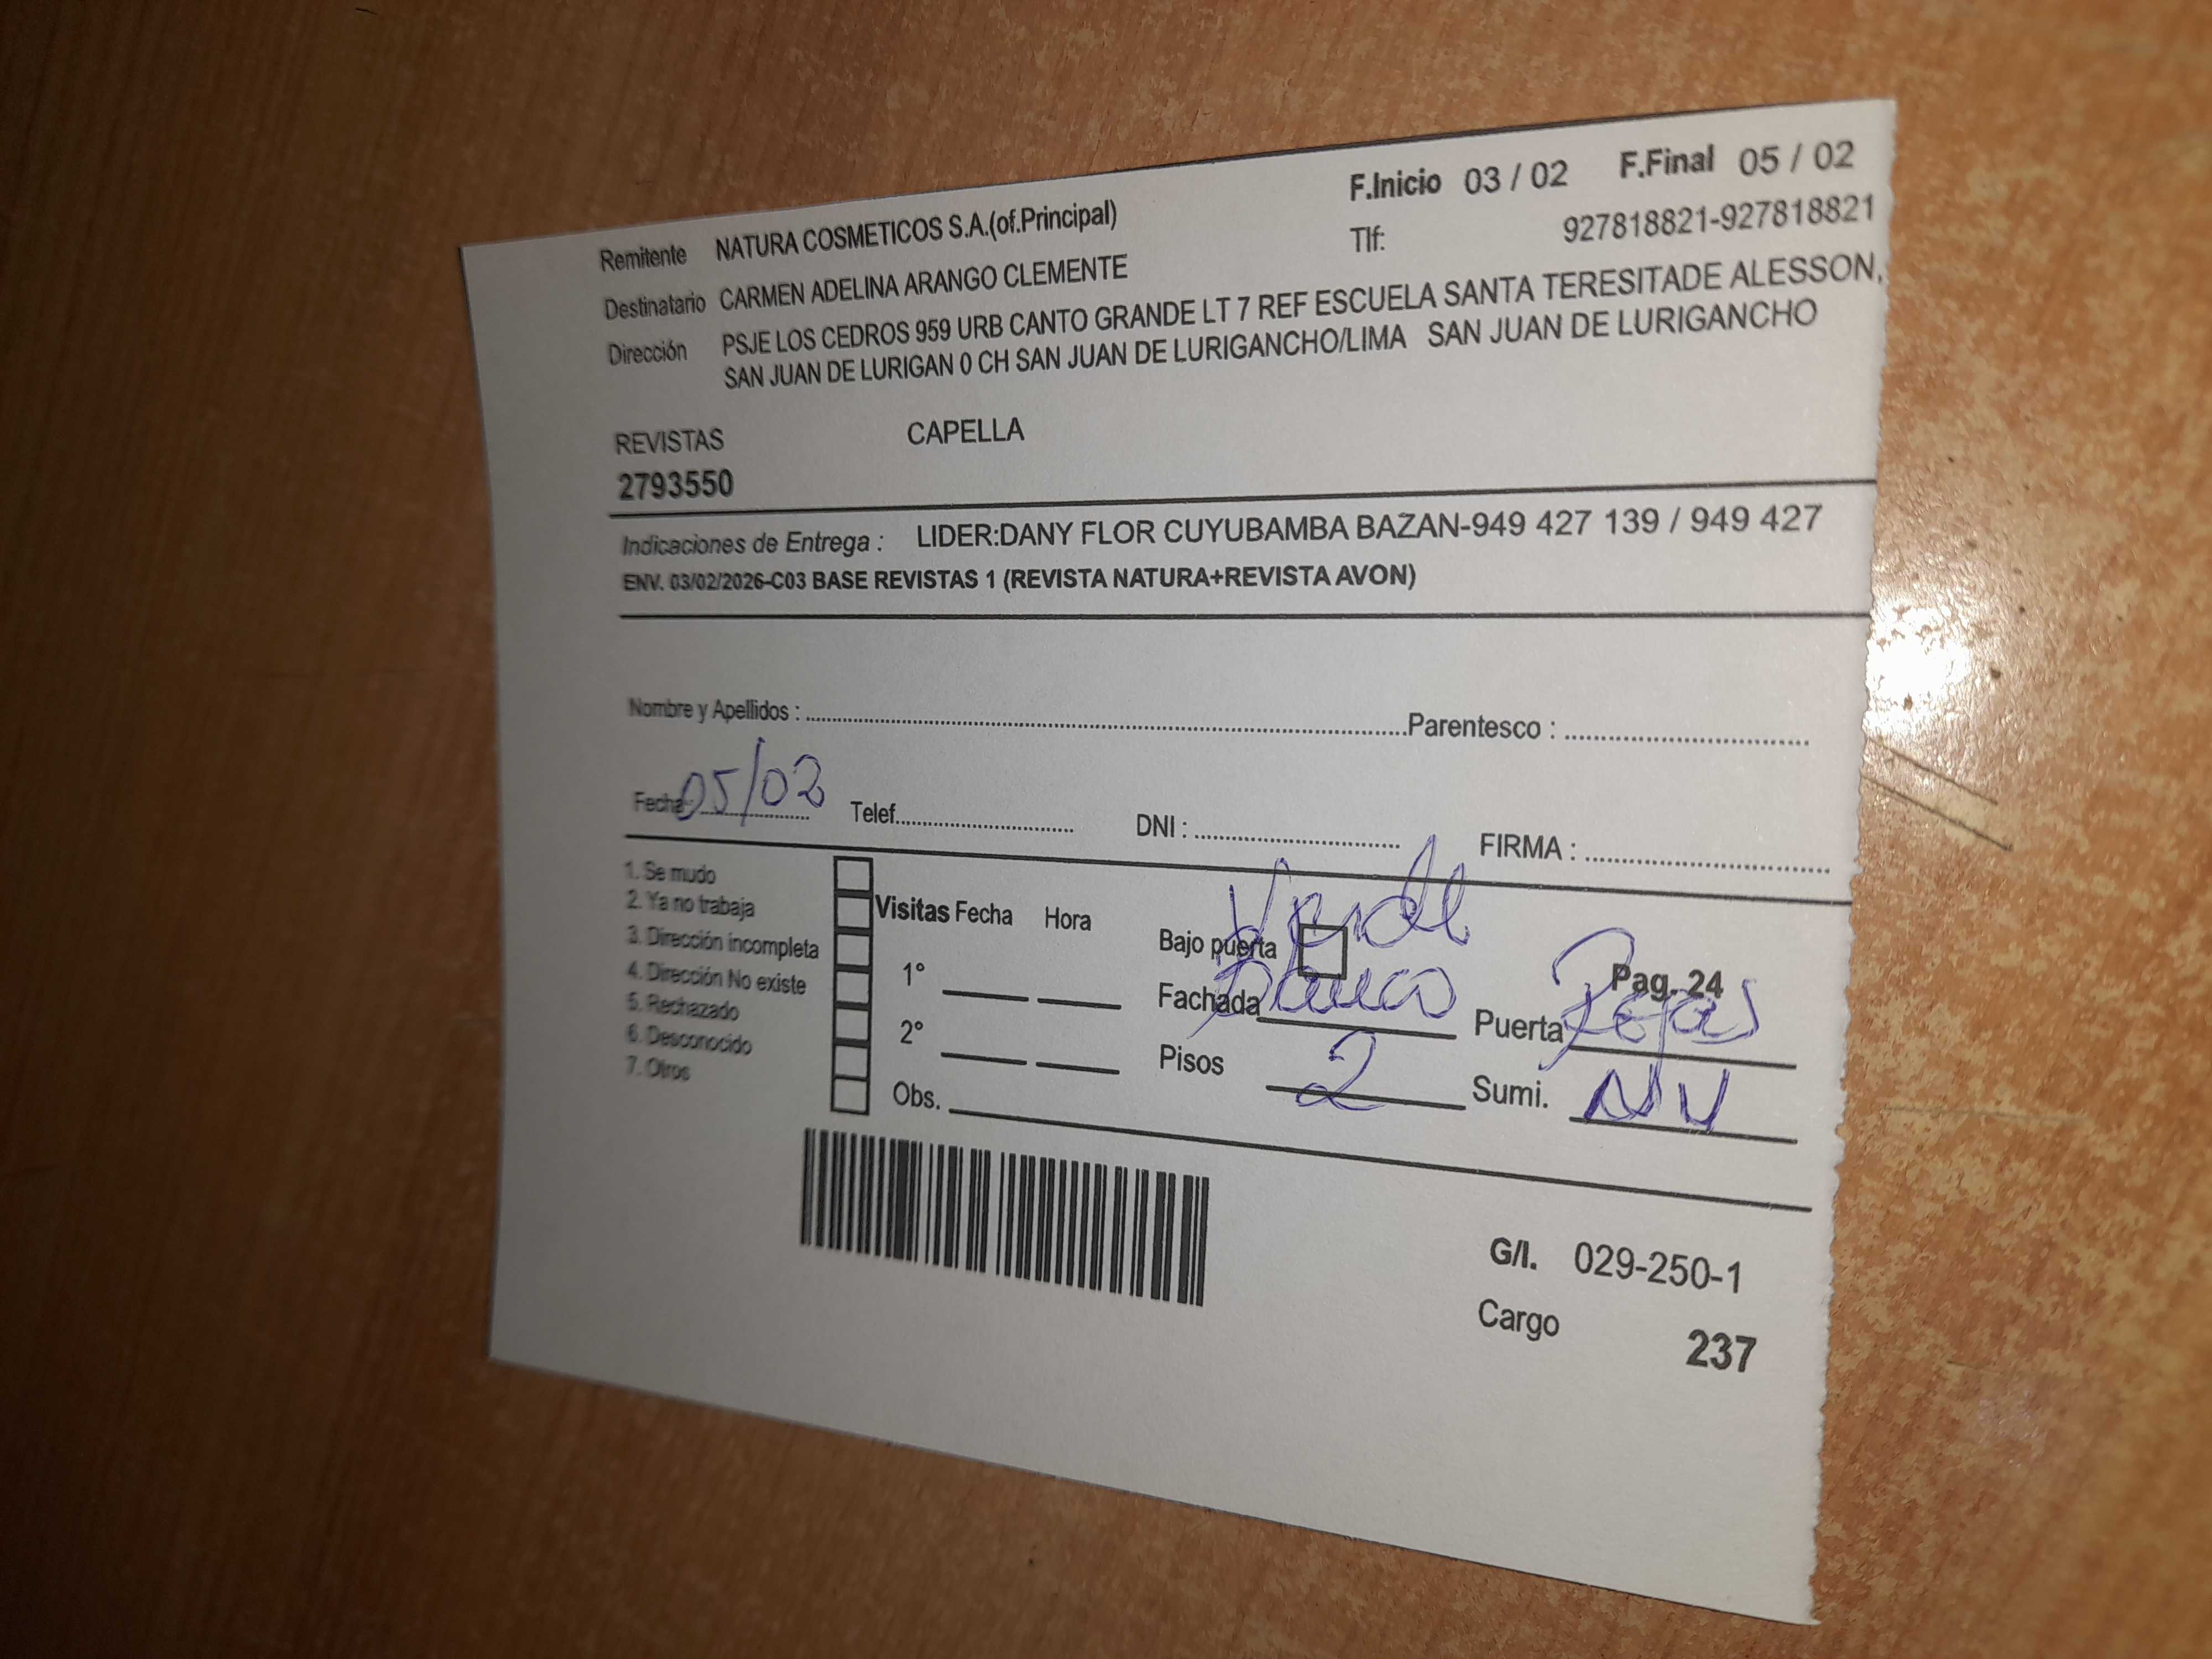 F.Inicio 03 / 02 F.Final 05 / 02
Remitente NATURA COSMETICOS S.A.(of.Principal) Tlf: 927818821-927818821
Destinatario CARMEN ADELINA ARANGO CLEMENTE
Dirección PSJE LOS CEDROS 959 URB CANTO GRANDE LT 7 REF ESCUELA SANTA TERESITADE ALESSON,
SAN JUAN DE LURIGAN 0 CH SAN JUAN DE LURIGANCHO/LIMA SAN JUAN DE LURIGANCHO
REVISTAS CAPELLA
2793550
Indicaciones de Entrega : LIDER:DANY FLOR CUYUBAMBA BAZAN-949 427 139 / 949 427
ENV. 03/02/2026-C03 BASE REVISTAS 1 (REVISTA NATURA+REVISTA AVON)
Nombre y Apellidos : Parentesco :
Fecha: 05/02 Telef. DNI : FIRMA :
1. Se mudo
2. Ya no trabaja
3. Dirección incompleta
4. Dirección No existe
5. Rechazado
6. Desconocido
7. Otros
Visitas Fecha Hora
1°
2°
Obs.
Verde
Bajo puerta
Pag. 24
Fachada blanco Puerta Rejas
Pisos 2 Sumi. NV
G/I. 029-250-1
Cargo 237